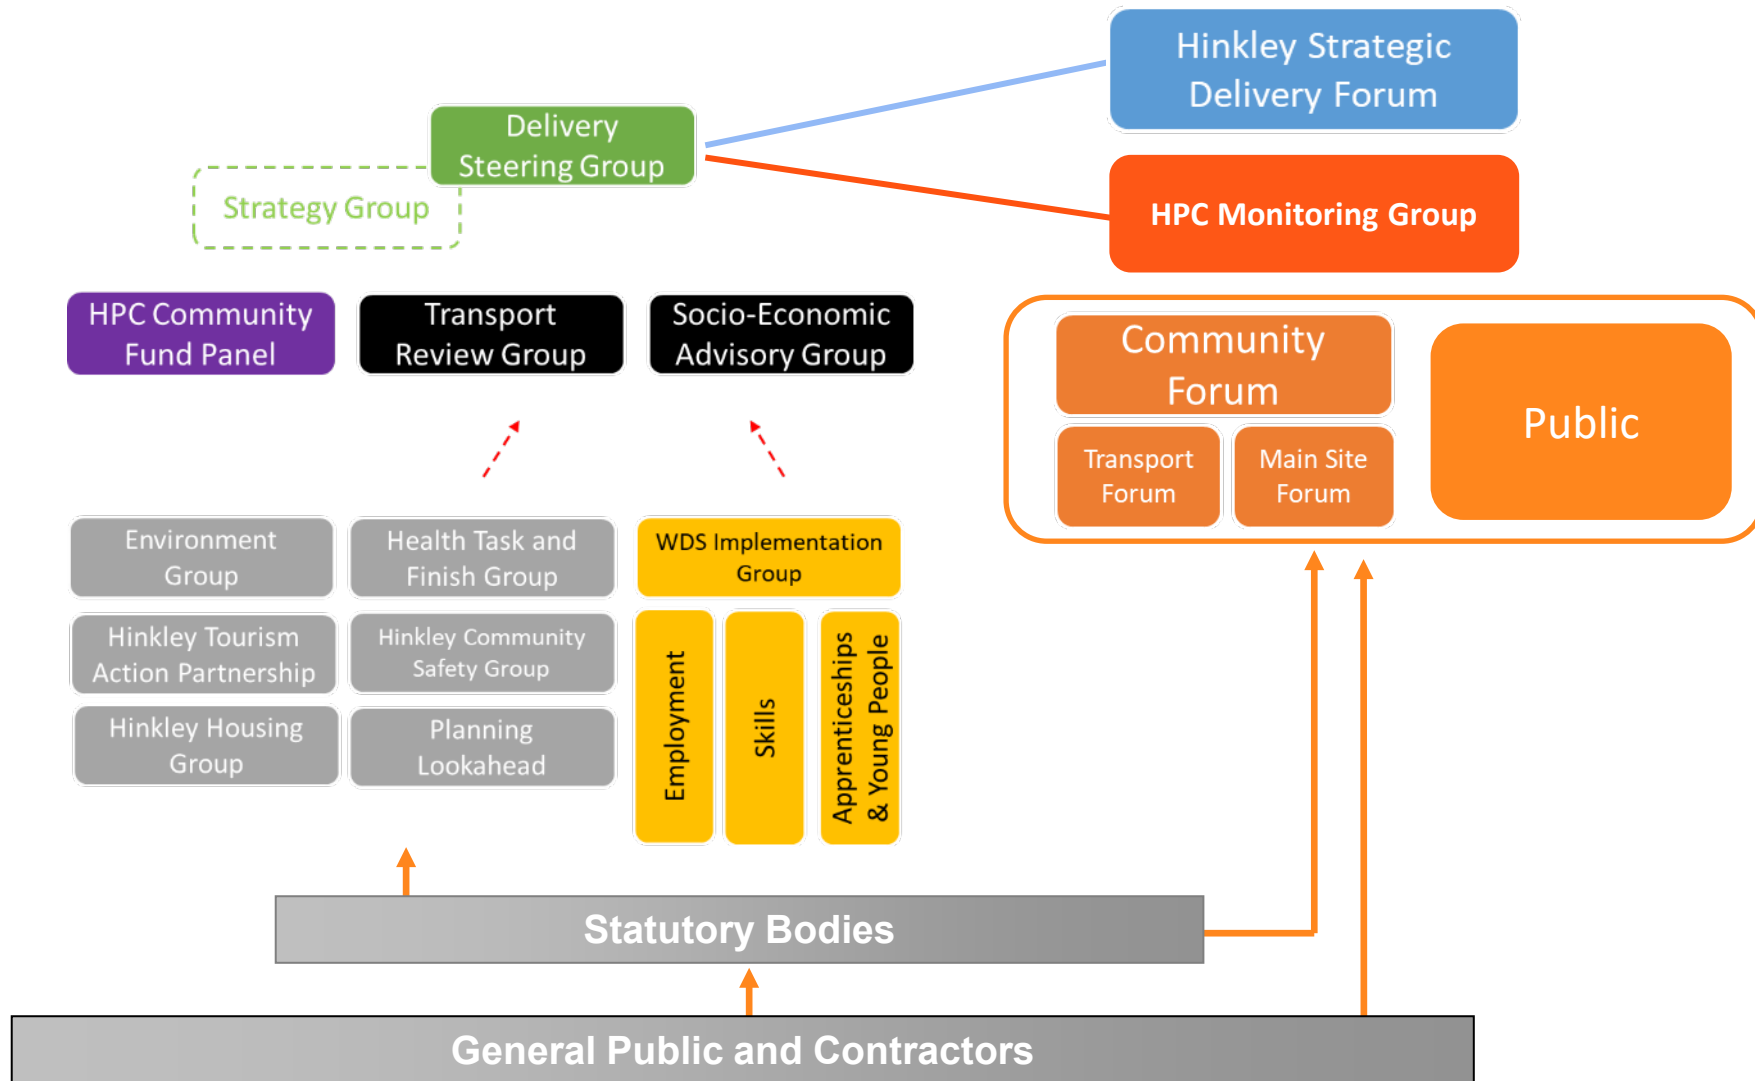 Hinkley Strategic
Delivery Forum
Delivery
Steering Group
Strategy Group
HPC Monitoring Group
HPC Community
Fund Panel
Transport
Review Group
Socio-Economic
Advisory Group
Community
Forum
Public
Transport
Forum
Main Site
Forum
Environment
Group
Health Task and
Finish Group
WDS Implementation
Group
Hinkley Tourism
Action Partnership
Hinkley Community
Safety Group
Hinkley Housing
Group
Planning
Lookahead
Employment
Skills
Apprenticeships
& Young People
Statutory Bodies
General Public and Contractors